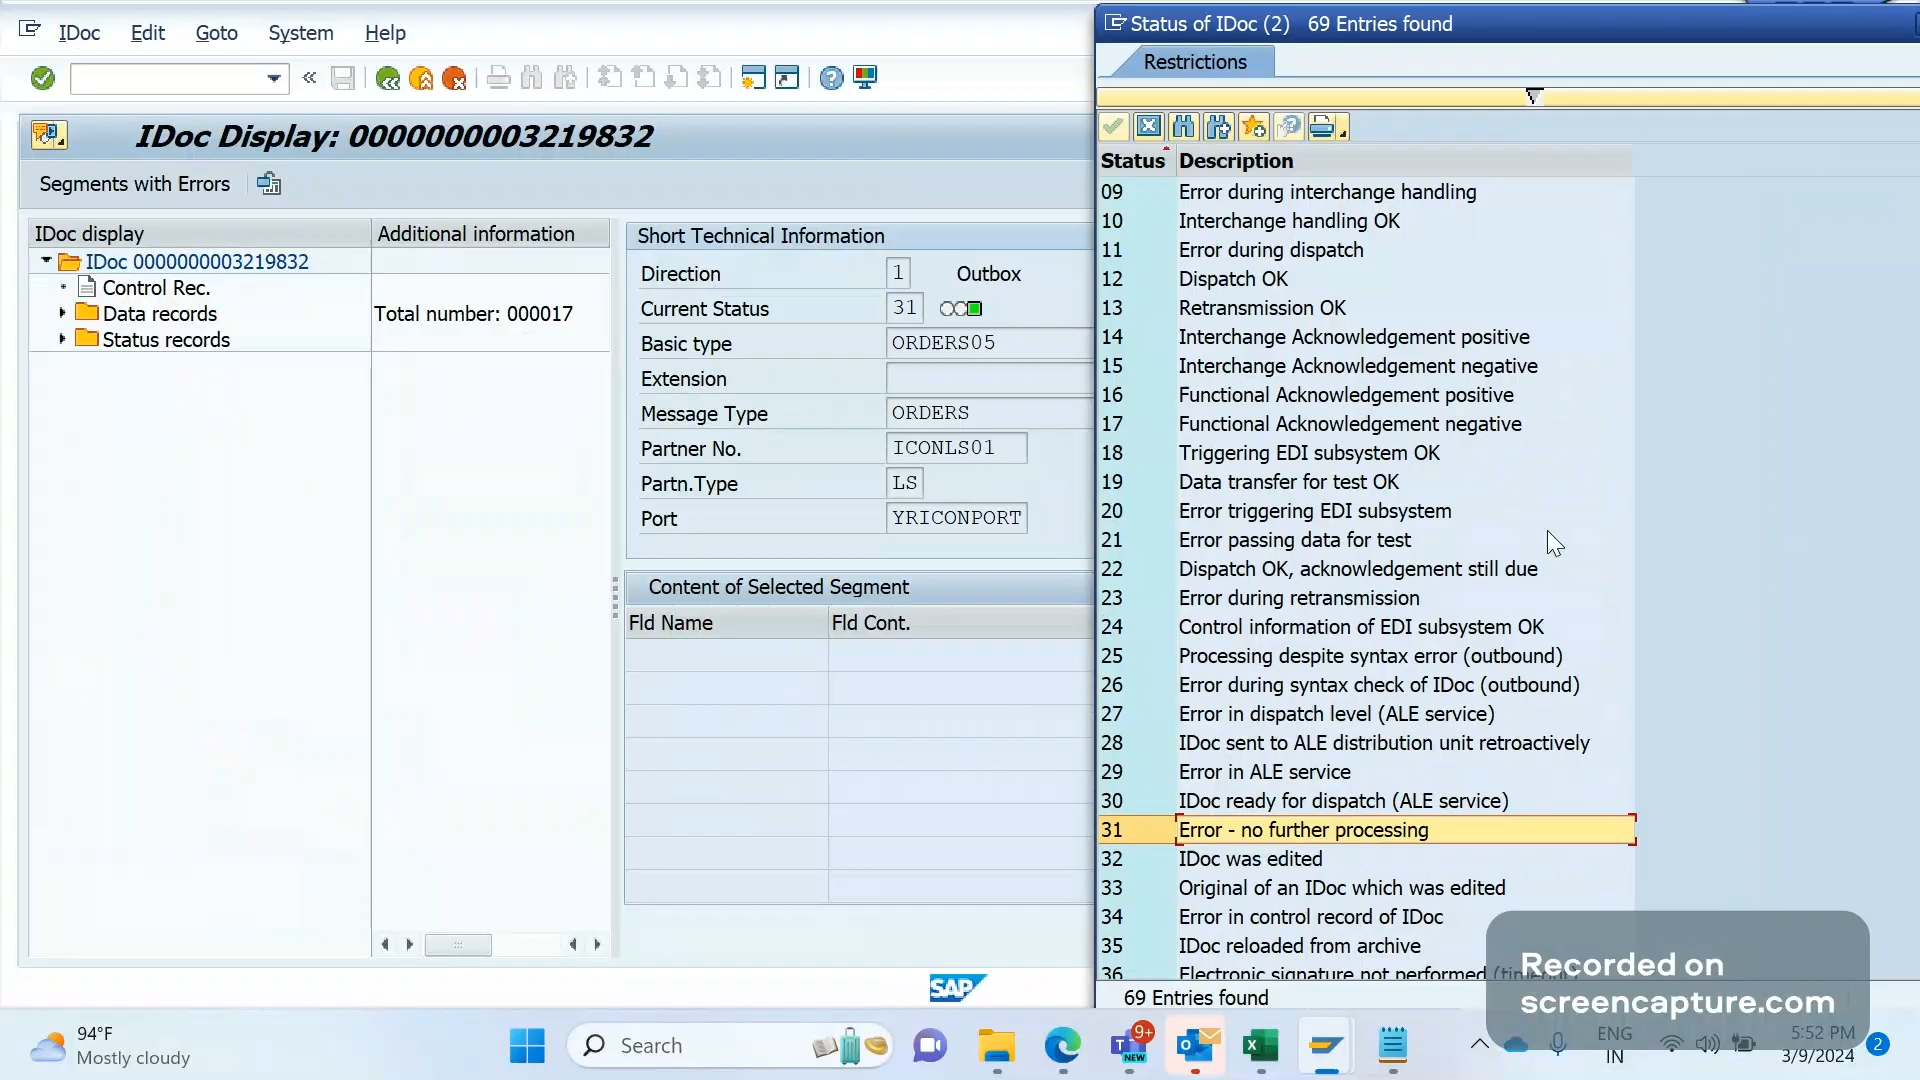 IDoc Edit Goto System Help
IDoc Display: 0000000003219832
Segments with Errors
IDoc display Additional information
IDoc 0000000003219832
Control Rec.
Data records Total number: 000017
Status records
Short Technical Information
Direction 1 Outbox
Current Status 31
Basic type ORDERS05
Extension
Message Type ORDERS
Partner No. ICONLS01
Partn.Type LS
Port YRICONPORT
Content of Selected Segment
Fld Name Fld Cont.
SAP
Status of IDoc (2) 69 Entries found
Restrictions
Status Description
09 Error during interchange handling
10 Interchange handling OK
11 Error during dispatch
12 Dispatch OK
13 Retransmission OK
14 Interchange Acknowledgement positive
15 Interchange Acknowledgement negative
16 Functional Acknowledgement positive
17 Functional Acknowledgement negative
18 Triggering EDI subsystem OK
19 Data transfer for test OK
20 Error triggering EDI subsystem
21 Error passing data for test
22 Dispatch OK, acknowledgement still due
23 Error during retransmission
24 Control information of EDI subsystem OK
25 Processing despite syntax error (outbound)
26 Error during syntax check of IDoc (outbound)
27 Error in dispatch level (ALE service)
28 IDoc sent to ALE distribution unit retroactively
29 Error in ALE service
30 IDoc ready for dispatch (ALE service)
31 Error - no further processing
32 IDoc was edited
33 Original of an IDoc which was edited
34 Error in control record of IDoc
35 IDoc reloaded from archive
36 Electronic signature not performed
69 Entries found
Recorded on
screencapture.com
94°F
Mostly cloudy
Search
9+
NEW
ENG
IN
5:52 PM
3/9/2024
2